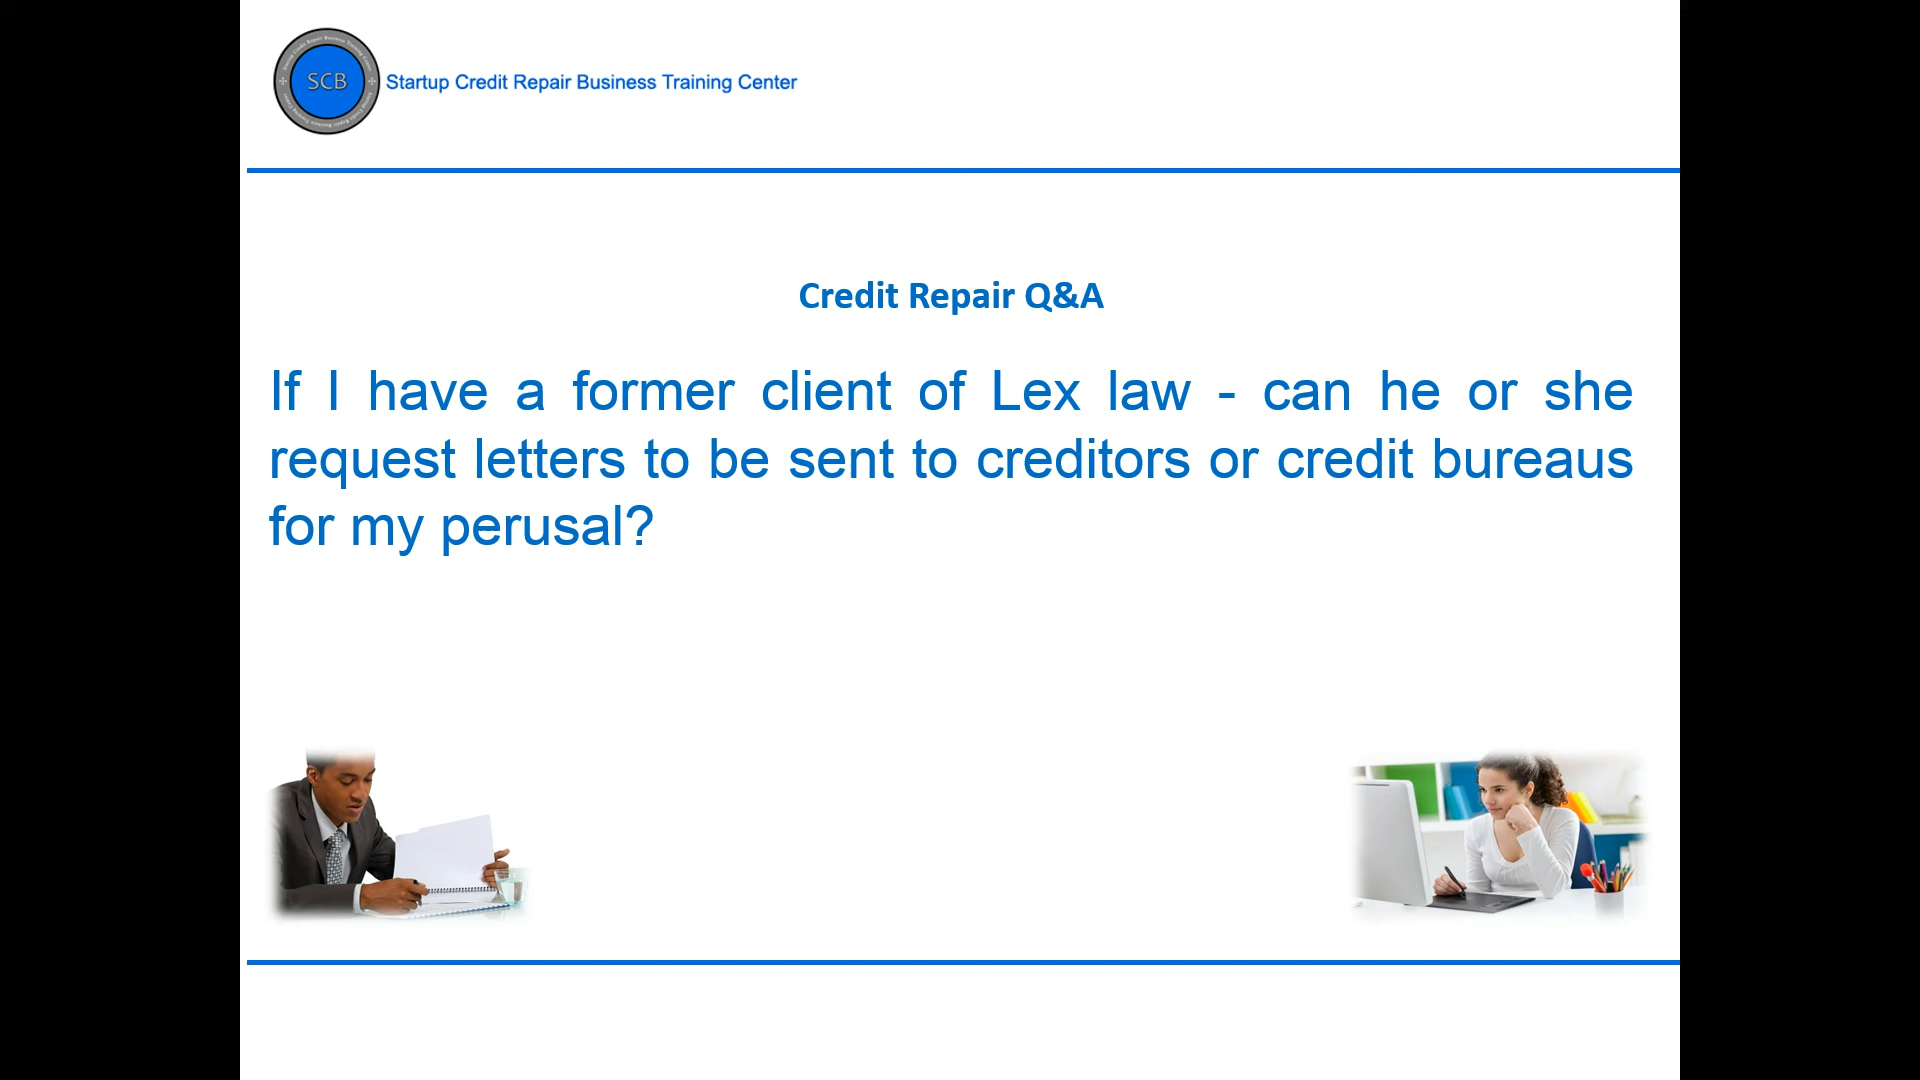 SCB
Startup Credit Repair Business Training Center
Credit Repair Q&A
If I have a former client of Lex law - can he or she
request letters to be sent to creditors or credit bureaus
for my perusal?